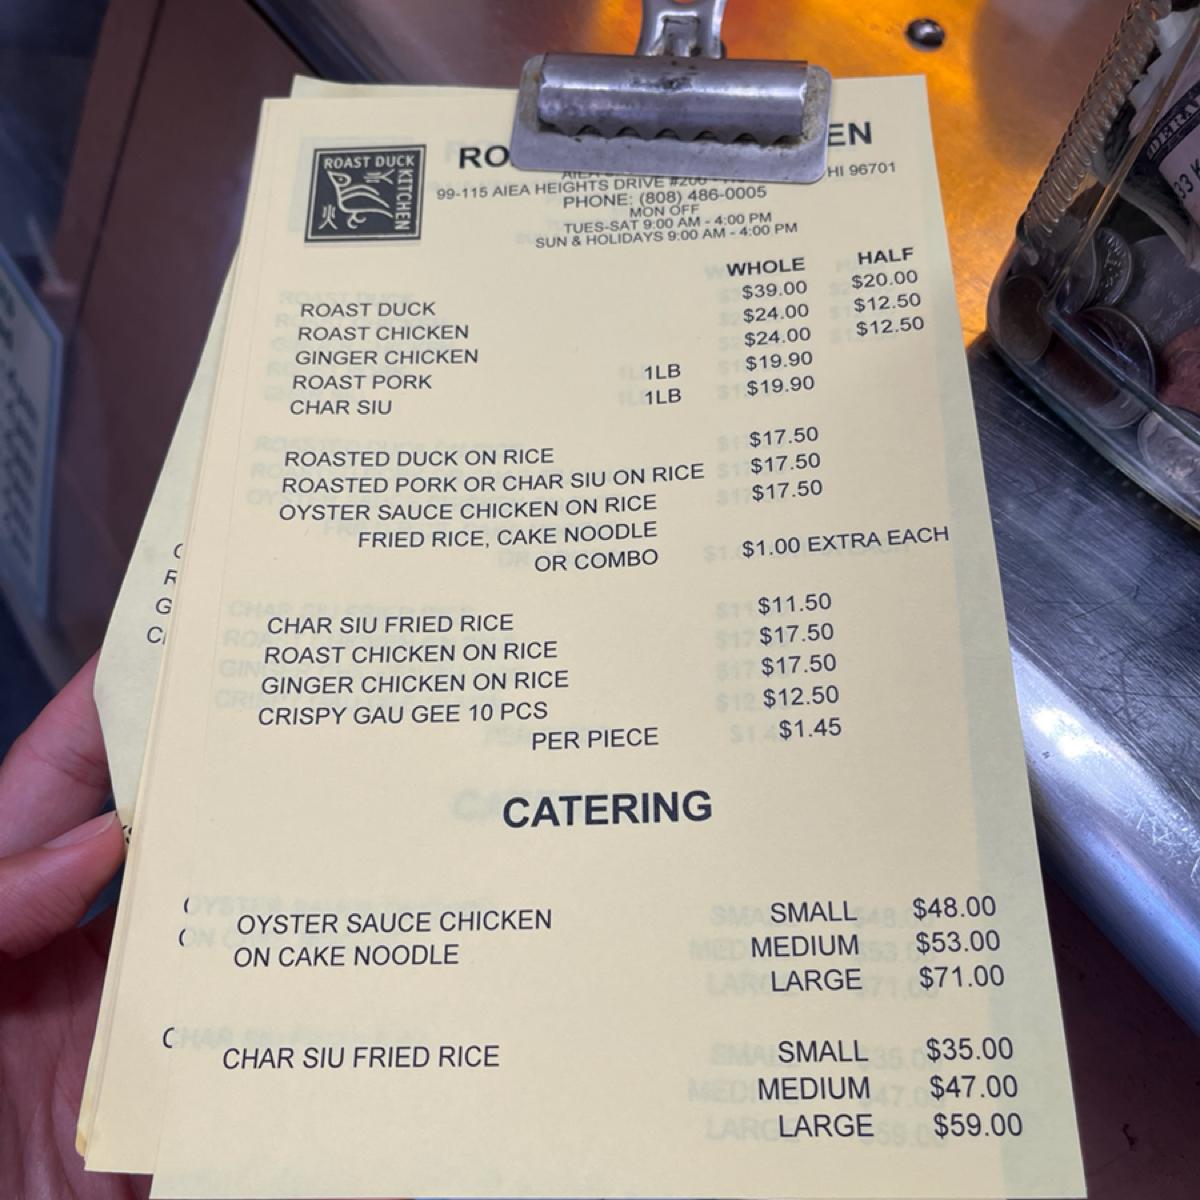 ROAST DUCK
KITCHEN
RO EN
99-115 AIEA HEIGHTS DRIVE #200 HI 96701
PHONE: (808) 486-0005
MON OFF
TUES-SAT 9:00 AM - 4:00 PM
SUN & HOLIDAYS 9:00 AM - 4:00 PM
WHOLE HALF
ROAST DUCK $39.00 $20.00
ROAST CHICKEN $24.00 $12.50
GINGER CHICKEN $24.00 $12.50
ROAST PORK 1LB $19.90
CHAR SIU 1LB $19.90
ROASTED DUCK ON RICE $17.50
ROASTED PORK OR CHAR SIU ON RICE $17.50
OYSTER SAUCE CHICKEN ON RICE $17.50
FRIED RICE, CAKE NOODLE
OR COMBO $1.00 EXTRA EACH
CHAR SIU FRIED RICE $11.50
ROAST CHICKEN ON RICE $17.50
GINGER CHICKEN ON RICE $17.50
CRISPY GAU GEE 10 PCS $12.50
PER PIECE $1.45
CATERING
OYSTER SAUCE CHICKEN SMALL $48.00
ON CAKE NOODLE MEDIUM $53.00
LARGE $71.00
CHAR SIU FRIED RICE SMALL $35.00
MEDIUM $47.00
LARGE $59.00